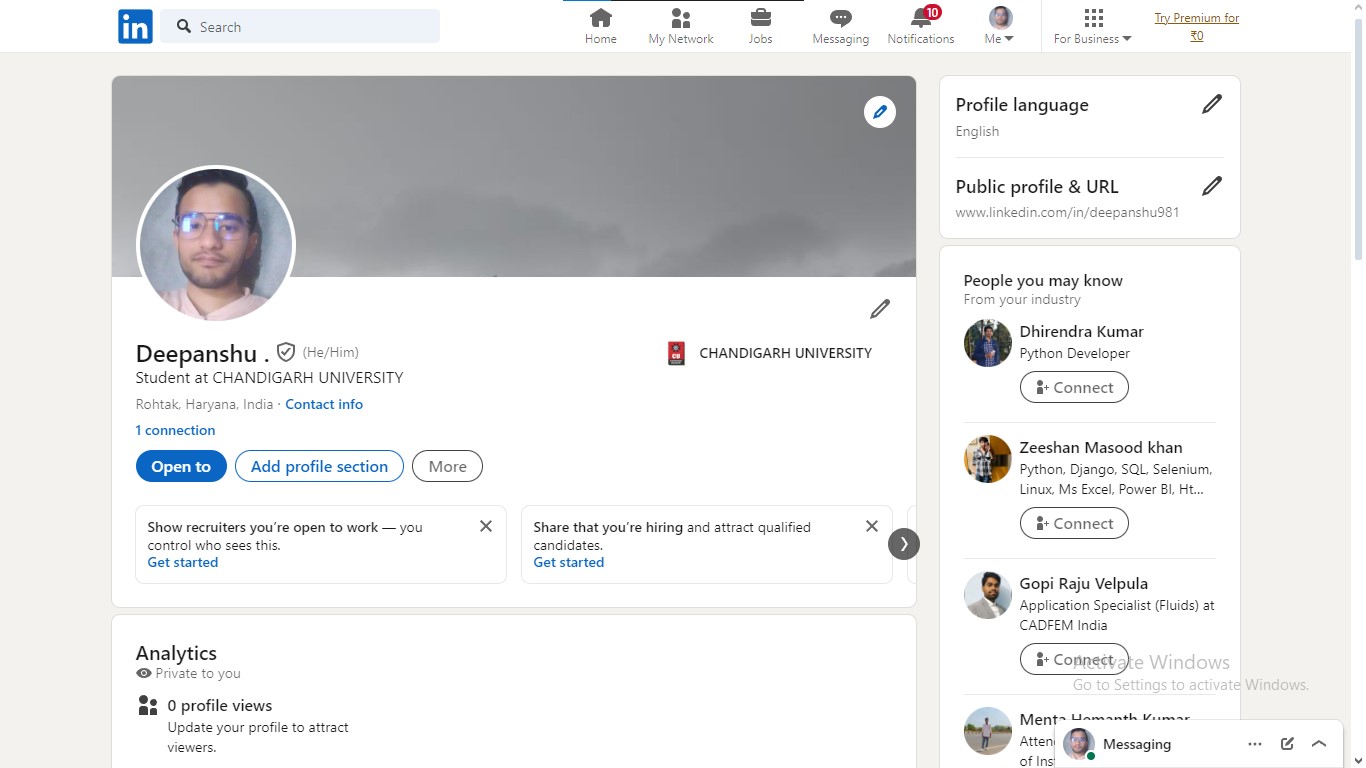 in
Search
Home
My Network
Jobs
Messaging
10
Notifications
Me
For Business
Try Premium for
₹0
Deepanshu .
(He/Him)
Student at CHANDIGARH UNIVERSITY
Rohtak, Haryana, India · Contact info
1 connection
Open to
Add profile section
More
CU
CHANDIGARH UNIVERSITY
Show recruiters you’re open to work — you
control who sees this.
Get started
Share that you’re hiring and attract qualified
candidates.
Get started
Analytics
Private to you
0 profile views
Update your profile to attract
viewers.
Profile language
English
Public profile & URL
www.linkedin.com/in/deepanshu981
People you may know
From your industry
Dhirendra Kumar
Python Developer
Connect
Zeeshan Masood khan
Python, Django, SQL, Selenium,
Linux, Ms Excel, Power BI, Ht...
Connect
Gopi Raju Velpula
Application Specialist (Fluids) at
CADFEM India
Connect
Activate Windows
Go to Settings to activate Windows.
Menta Hemanth Kumar
of
Messaging